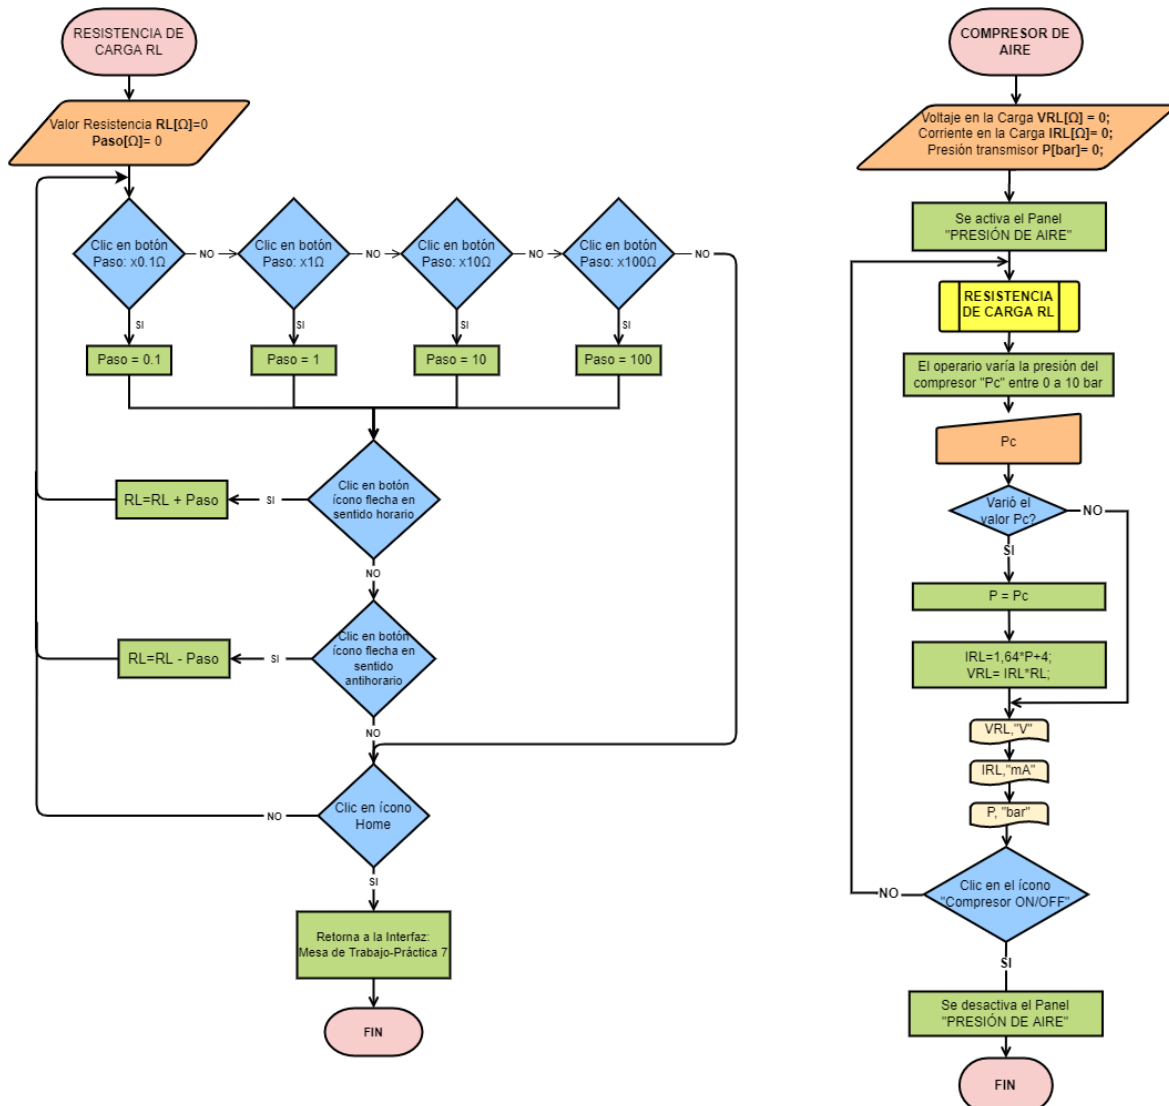 RESISTENCIA DE
CARGA RL
Valor Resistencia RL[Ω]=0
Paso[Ω]= 0
Clic en botón
Paso: x0.1Ω
NO
Clic en botón
Paso: x1Ω
NO
Clic en botón
Paso: x10Ω
NO
Clic en botón
Paso: x100Ω
NO
SI
SI
SI
SI
Paso = 0.1
Paso = 1
Paso = 10
Paso = 100
Clic en botón
ícono flecha en
sentido horario
SI
RL=RL + Paso
NO
Clic en botón
ícono flecha en
sentido
antihorario
SI
RL=RL - Paso
NO
Clic en ícono
Home
NO
SI
Retorna a la Interfaz:
Mesa de Trabajo-Práctica 7
FIN
COMPRESOR DE
AIRE
Voltaje en la Carga VRL[Ω] = 0;
Corriente en la Carga IRL[Ω]= 0;
Presión transmisor P[bar]= 0;
Se activa el Panel
"PRESIÓN DE AIRE"
RESISTENCIA
DE CARGA RL
El operario varía la presión del
compresor "Pc" entre 0 a 10 bar
Pc
Varió el
valor Pc?
NO
SI
P = Pc
IRL=1,64*P+4;
VRL= IRL*RL;
VRL,"V"
IRL,"mA"
P, "bar"
Clic en el ícono
"Compresor ON/OFF"
NO
SI
Se desactiva el Panel
"PRESIÓN DE AIRE"
FIN